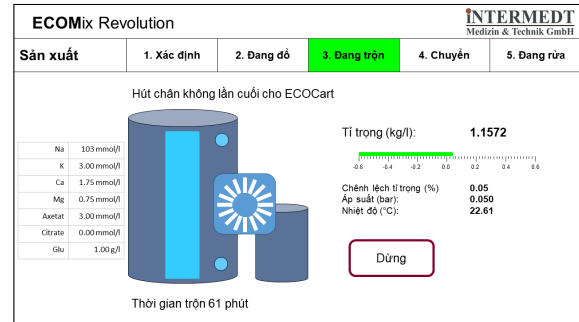 ECOMix Revolution
INTERMEDT
Medizin & Technik GmbH
Sản xuất
1. Xác định
2. Đang đồ
3. Đang trộn
4. Chuyển
5. Đang rửa
Hút chân không lần cuối cho ECOCart
Na 103 mmol/l
K 3.00 mmol/l
Ca 1.75 mmol/l
Mg 0.75 mmol/l
Axetat 3.00 mmol/l
Citrate 0.00 mmol/l
Glu 1.00 g/l
Tỉ trọng (kg/l): 1.1572
-0.6 -0.4 -0.2 0.0 0.2 0.4 0.6
Chênh lệch tỉ trọng (%) 0.05
Áp suất (bar): 0.050
Nhiệt độ (°C): 22.61
Dừng
Thời gian trộn 61 phút